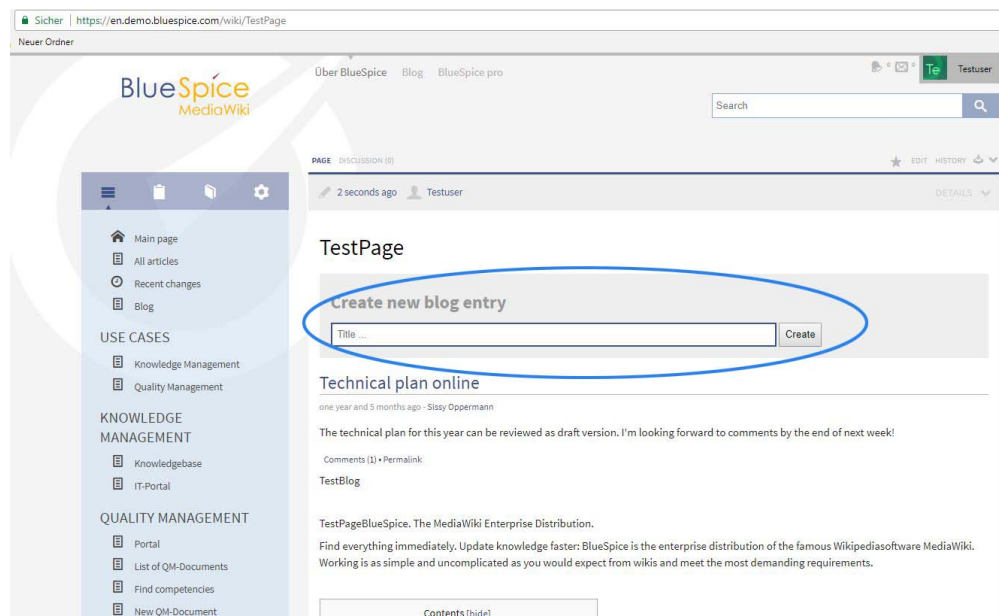 Sicher | https://en.demo.bluespice.com/wiki/TestPage
Neuer Ordner
BlueSpice
MediaWiki
Über BlueSpice Blog BlueSpice pro
Te Testuser
Search
PAGE DISCUSSION (0)
EDIT HISTORY
2 seconds ago Testuser
DETAILS
Main page
All articles
Recent changes
Blog
USE CASES
Knowledge Management
Quality Management
KNOWLEDGE
MANAGEMENT
Knowledgebase
IT-Portal
QUALITY MANAGEMENT
Portal
List of QM-Documents
Find competencies
New QM-Document
TestPage
Create new blog entry
Title ...
Create
Technical plan online
one year and 5 months ago - Sissy Oppermann
The technical plan for this year can be reviewed as draft version. I'm looking forward to comments by the end of next week!
Comments (1) • Permalink
TestBlog
TestPageBlueSpice. The MediaWiki Enterprise Distribution.
Find everything immediately. Update knowledge faster: BlueSpice is the enterprise distribution of the famous Wikipediasoftware MediaWiki.
Working is as simple and uncomplicated as you would expect from wikis and meet the most demanding requirements.
Contents [hide]